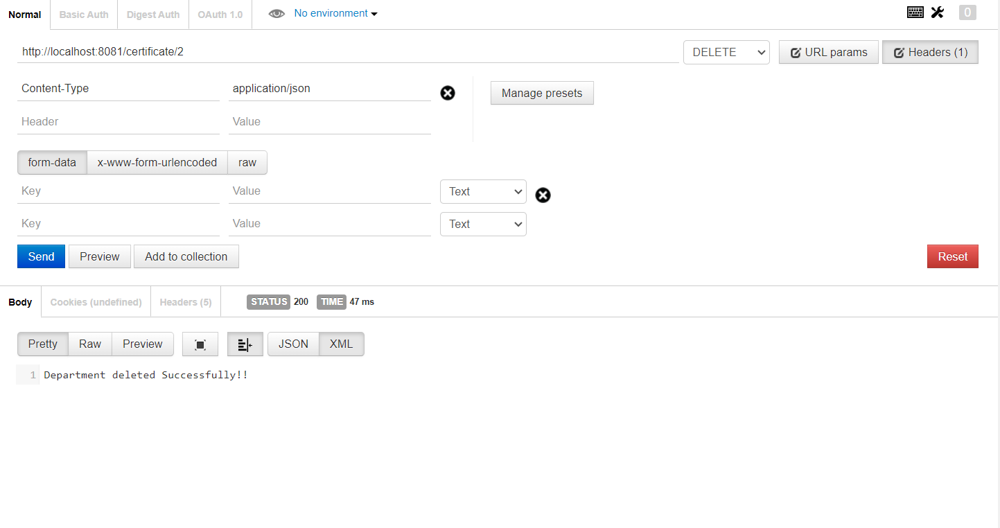 Normal Basic Auth Digest Auth OAuth 1.0 No environment 0
http://localhost:8081/certificate/2 DELETE URL params Headers (1)
Content-Type application/json Manage presets
Header Value
form-data x-www-form-urlencoded raw
Key Value Text
Key Value Text
Send Preview Add to collection Reset
Body Cookies (undefined) Headers (5) STATUS 200 TIME 47 ms
Pretty Raw Preview JSON XML
1 Department deleted Successfully!!